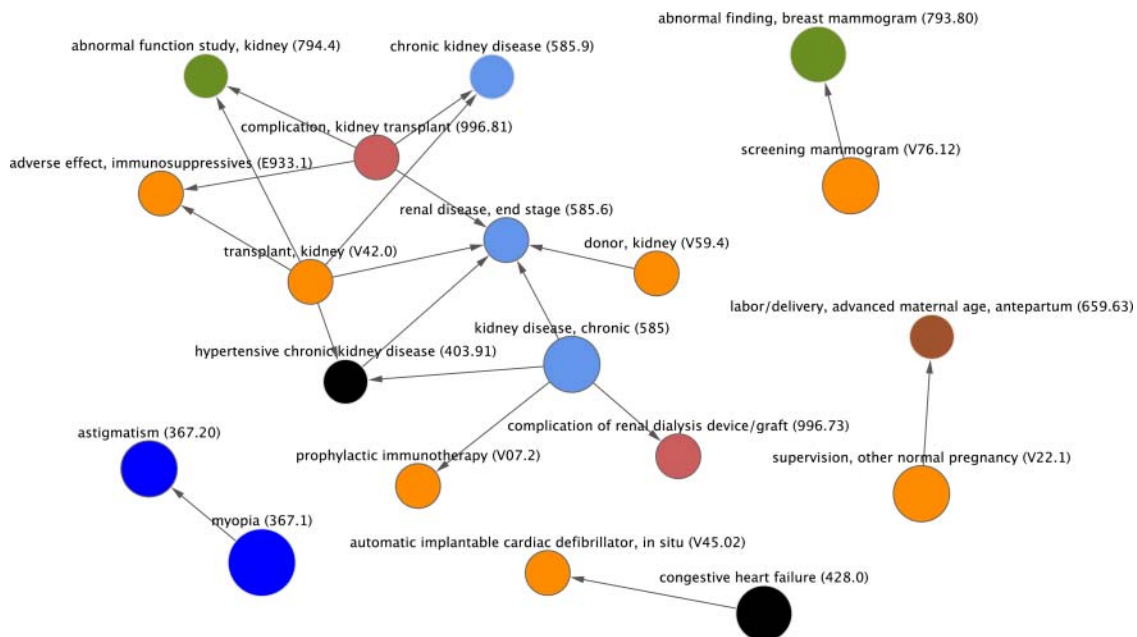 abnormal finding, breast mammogram (793.80)
abnormal function study, kidney (794.4)
chronic kidney disease (585.9)
complication, kidney transplant (996.81)
screening mammogram (V76.12)
adverse effect, immunosuppressives (E933.1)
renal disease, end stage (585.6)
donor, kidney (V59.4)
transplant, kidney (V42.0)
labor/delivery, advanced maternal age, antepartum (659.63)
kidney disease, chronic (585)
hypertensive chronic kidney disease (403.91)
complication of renal dialysis device/graft (996.73)
astigmatism (367.20)
prophylactic immunotherapy (V07.2)
supervision, other normal pregnancy (V22.1)
myopia (367.1)
automatic implantable cardiac defibrillator, in situ (V45.02)
congestive heart failure (428.0)